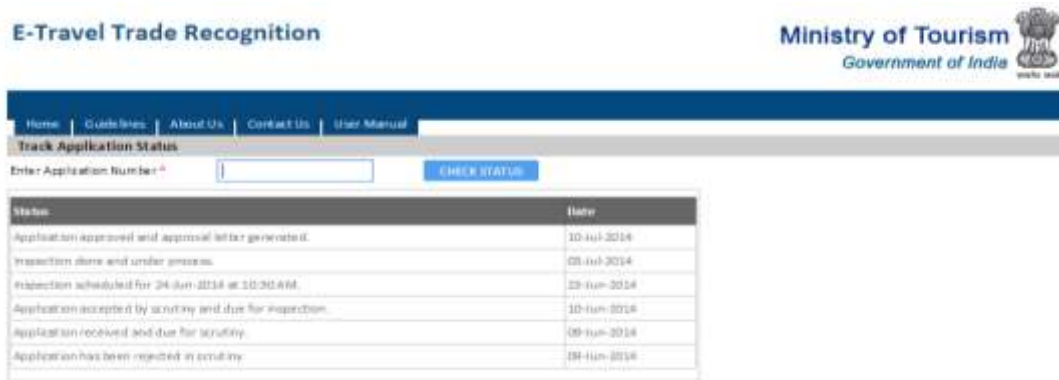 E-Travel Trade Recognition
Ministry of Tourism
Government of India
Home | Guidelines | About Us | Contact Us | User Manual
Track Application Status
Enter Application Number *
CHECK STATUS
Status Date
Application approved and approval letter generated. 10-Jul-2014
Inspection done and under process. -Jul-2014
Inspection scheduled for 24-Jun-2014 at 10:30 AM. -Jun-2014
Application accepted by scrutiny and due for inspection. 10-Jun-2014
Application received and due for scrutiny. 09-Jun-2014
Application has been rejected in scrutiny. 09-Jun-2014